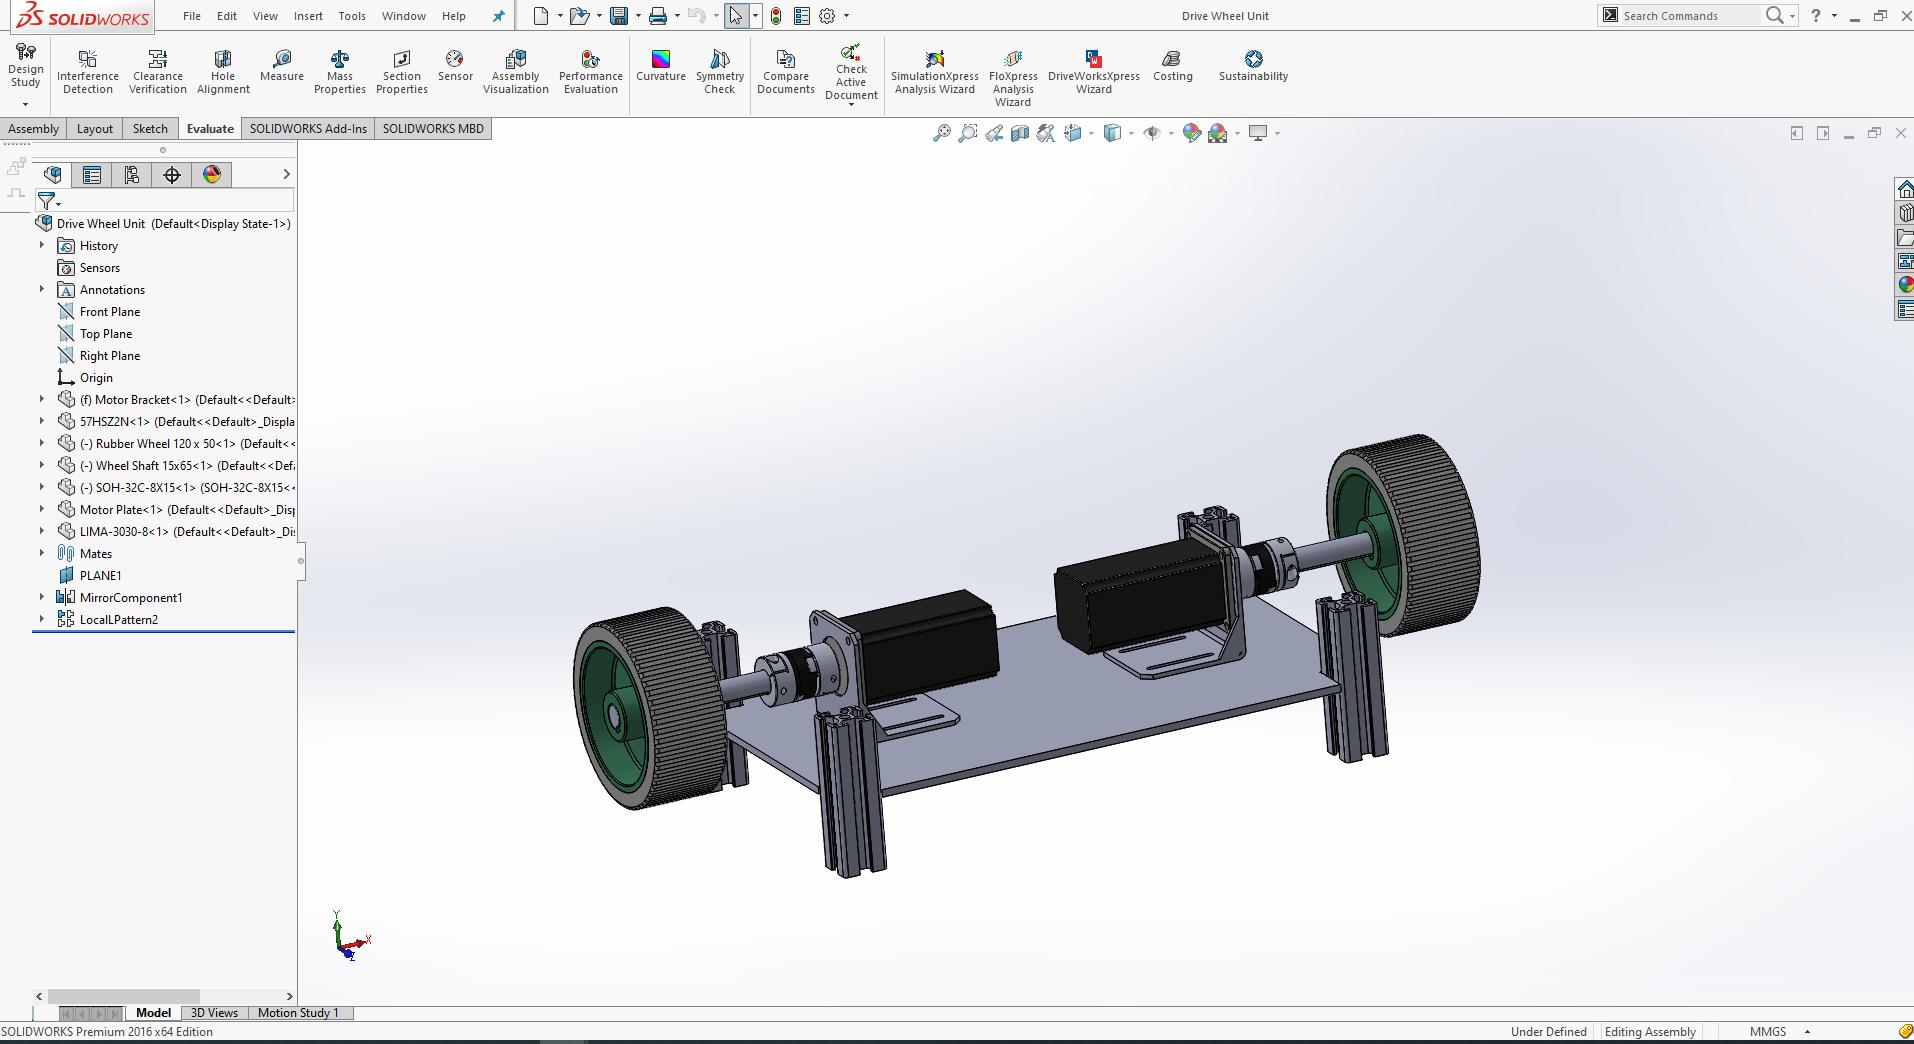 SOLIDWORKS File Edit View Insert Tools Window Help Drive Wheel Unit Search Commands ?
Design Study
Interference Detection
Clearance Verification
Hole Alignment
Measure
Mass Properties
Section Properties
Sensor
Assembly Visualization
Performance Evaluation
Curvature
Symmetry Check
Compare Documents
Check Active Document
SimulationXpress Analysis Wizard
FloXpress Analysis Wizard
DriveWorksXpress Wizard
Costing
Sustainability
Assembly Layout Sketch Evaluate SOLIDWORKS Add-Ins SOLIDWORKS MBD
Drive Wheel Unit (Default<Display State-1>)
History
Sensors
A Annotations
Front Plane
Top Plane
Right Plane
Origin
(f) Motor Bracket<1> (Default<<Default>
57HSZ2N<1> (Default<<Default>_Displa
(-) Rubber Wheel 120 x 50<1> (Default<<
(-) Wheel Shaft 15x65<1> (Default<<Defa
(-) SOH-32C-8X15<1> (SOH-32C-8X15<<
Motor Plate<1> (Default<<Default>_Disp
LIMA-3030-8<1> (Default<<Default>_Dis
Mates
PLANE1
MirrorComponent1
LocalLPattern2
Y
X
Z
Model 3D Views Motion Study 1
SOLIDWORKS Premium 2016 x64 Edition Under Defined Editing Assembly MMGS